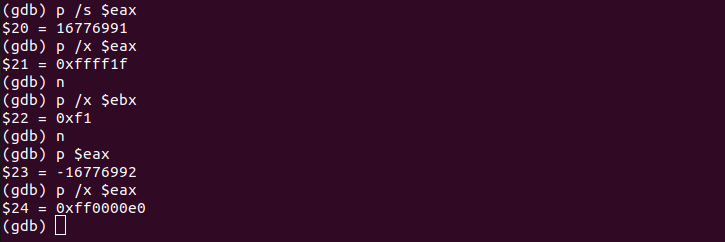 (gdb) p /s $eax
$20 = 16776991
(gdb) p /x $eax
$21 = 0xffff1f
(gdb) n
(gdb) p /x $ebx
$22 = 0xf1
(gdb) n
(gdb) p $eax
$23 = -16776992
(gdb) p /x $eax
$24 = 0xff0000e0
(gdb)